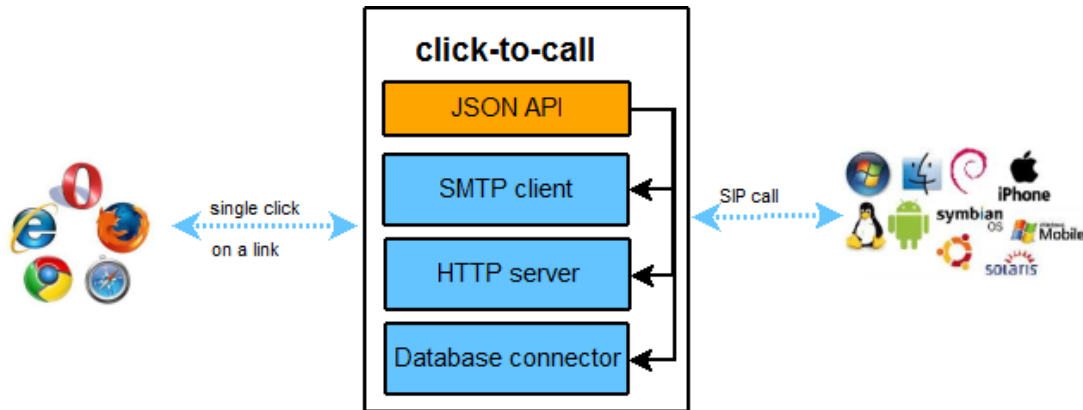 click-to-call
JSON API
SMTP client
HTTP server
Database connector
single click
on a link
SIP call
iPhone
symbian
OS
Mobile
solaris